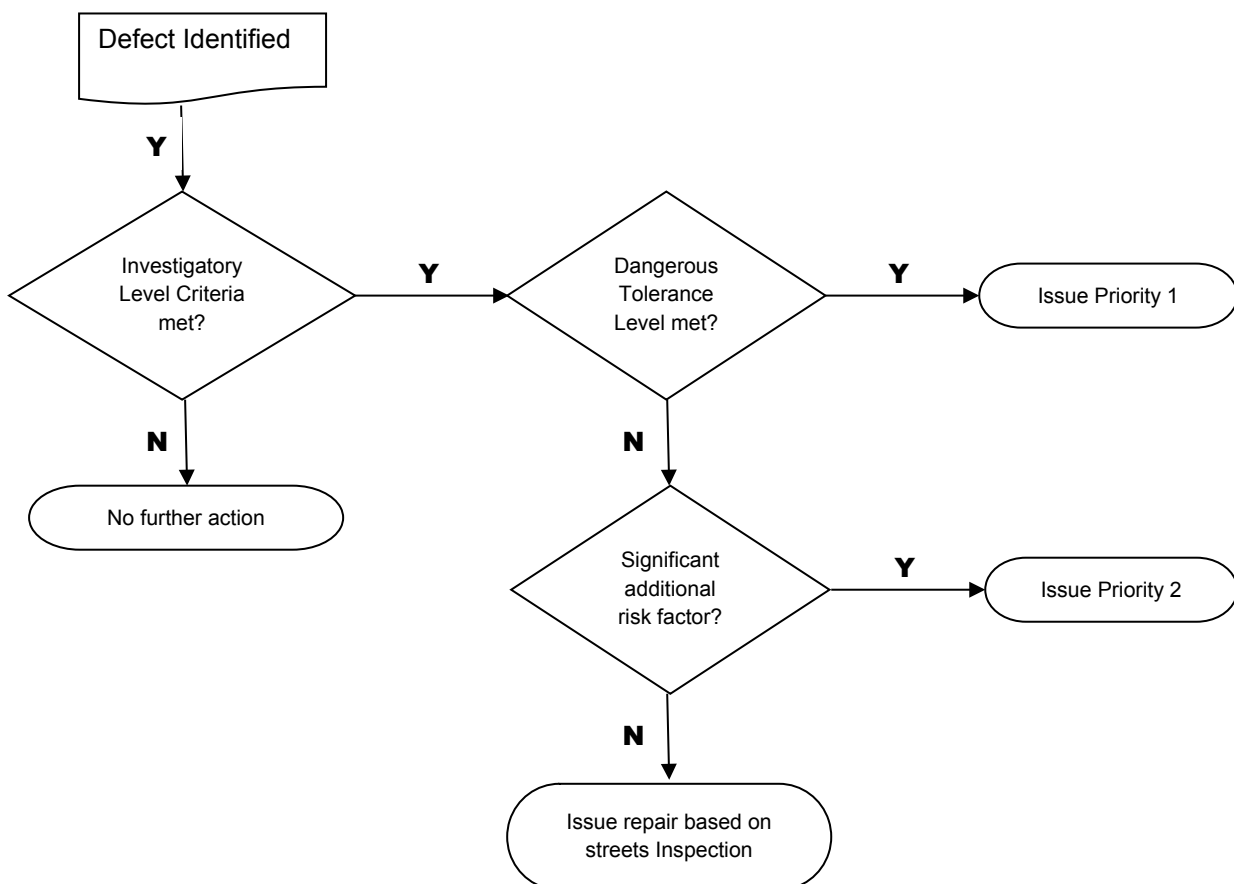 Defect Identified
Y
Investigatory
Level Criteria
met?
Y
Dangerous
Tolerance
Level met?
Y
Issue Priority 1
N
No further action
N
Significant
additional
risk factor?
Y
Issue Priority 2
N
Issue repair based on
streets Inspection